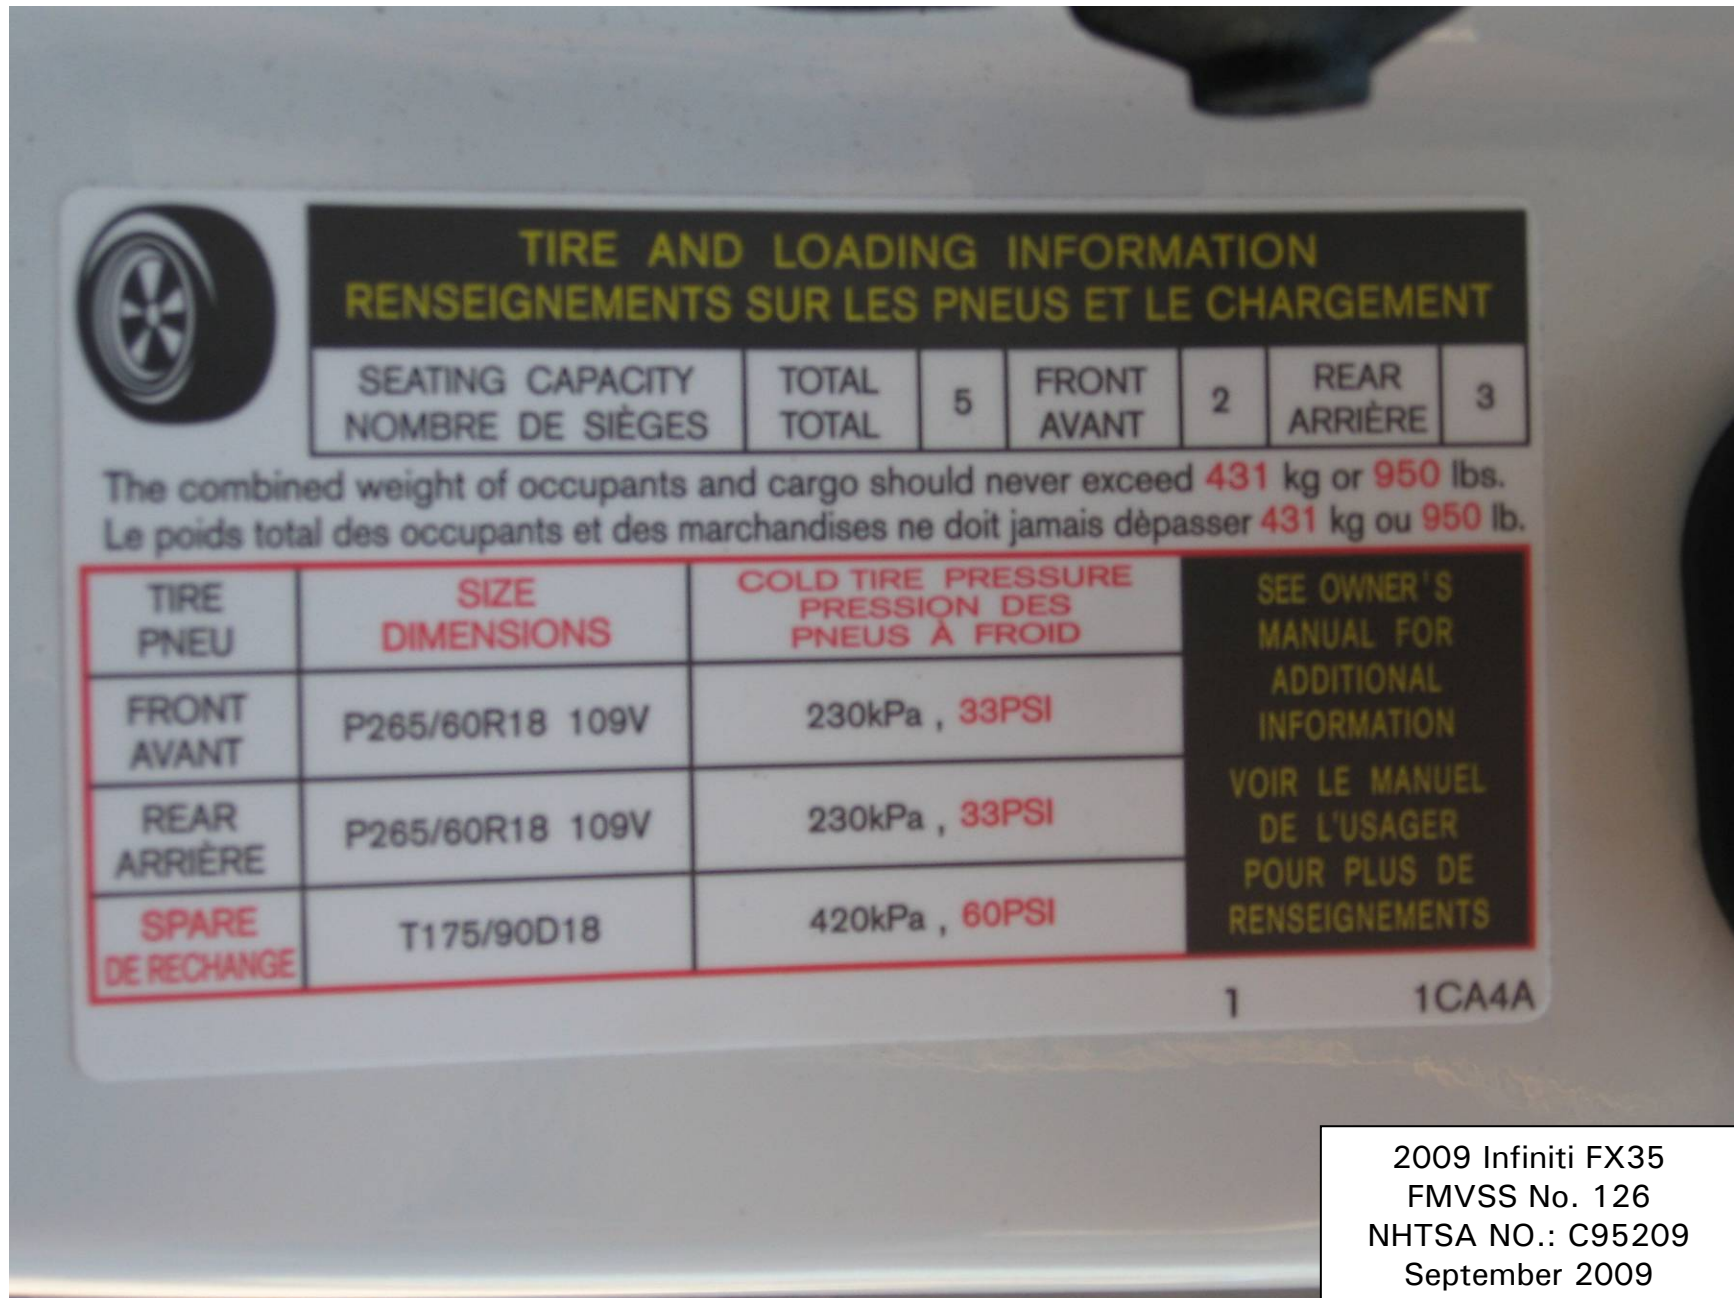 TIRE AND LOADING INFORMATION
RENSEIGNEMENTS SUR LES PNEUS ET LE CHARGEMENT
SEATING CAPACITY
NOMBRE DE SIÈGES
TOTAL
TOTAL
5
FRONT
AVANT
2
REAR
ARRIÈRE
3
The combined weight of occupants and cargo should never exceed 431 kg or 950 lbs.
Le poids total des occupants et des marchandises ne doit jamais dèpasser 431 kg ou 950 lb.
TIRE
PNEU
SIZE
DIMENSIONS
COLD TIRE PRESSURE
PRESSION DES
PNEUS À FROID
FRONT
AVANT
P265/60R18 109V
230kPa , 33PSI
REAR
ARRIÈRE
P265/60R18 109V
230kPa , 33PSI
SPARE
DE RECHANGE
T175/90D18
420kPa , 60PSI
SEE OWNER'S
MANUAL FOR
ADDITIONAL
INFORMATION
VOIR LE MANUEL
DE L'USAGER
POUR PLUS DE
RENSEIGNEMENTS
1 1CA4A
2009 Infiniti FX35
FMVSS No. 126
NHTSA NO.: C95209
September 2009